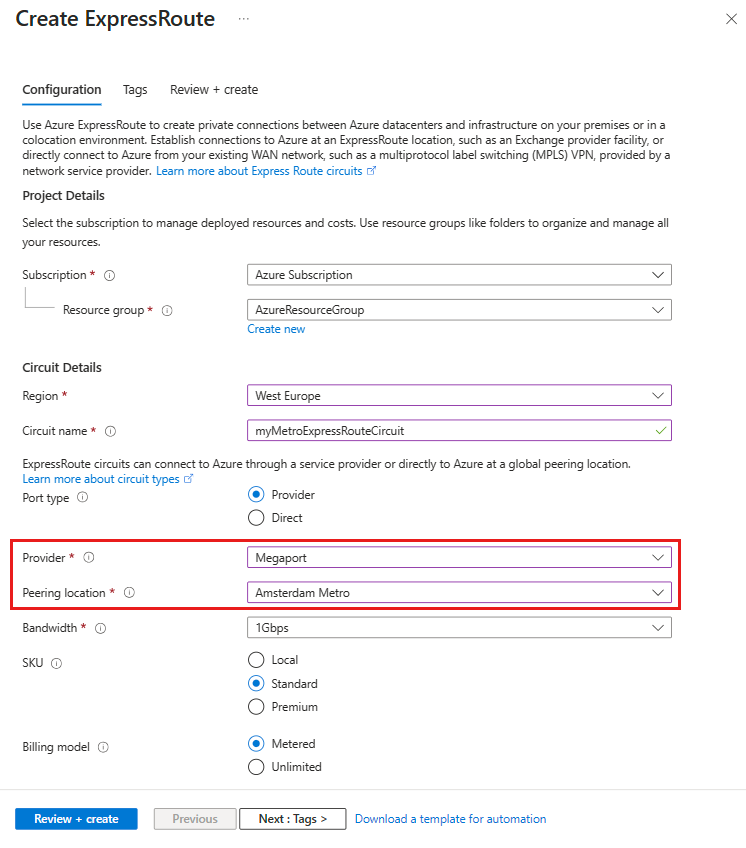 Create ExpressRoute ...
Configuration Tags Review + create
Use Azure ExpressRoute to create private connections between Azure datacenters and infrastructure on your premises or in a
colocation environment. Establish connections to Azure at an ExpressRoute location, such as an Exchange provider facility, or
directly connect to Azure from your existing WAN network, such as a multiprotocol label switching (MPLS) VPN, provided by a
network service provider. Learn more about Express Route circuits
Project Details
Select the subscription to manage deployed resources and costs. Use resource groups like folders to organize and manage all
your resources.
Subscription * Azure Subscription
Resource group * AzureResourceGroup
Create new
Circuit Details
Region * West Europe
Circuit name * myMetroExpressRouteCircuit
ExpressRoute circuits can connect to Azure through a service provider or directly to Azure at a global peering location.
Learn more about circuit types
Port type Provider
Direct
Provider * Megaport
Peering location * Amsterdam Metro
Bandwidth * 1Gbps
SKU Local
Standard
Premium
Billing model Metered
Unlimited
Review + create Previous Next : Tags > Download a template for automation